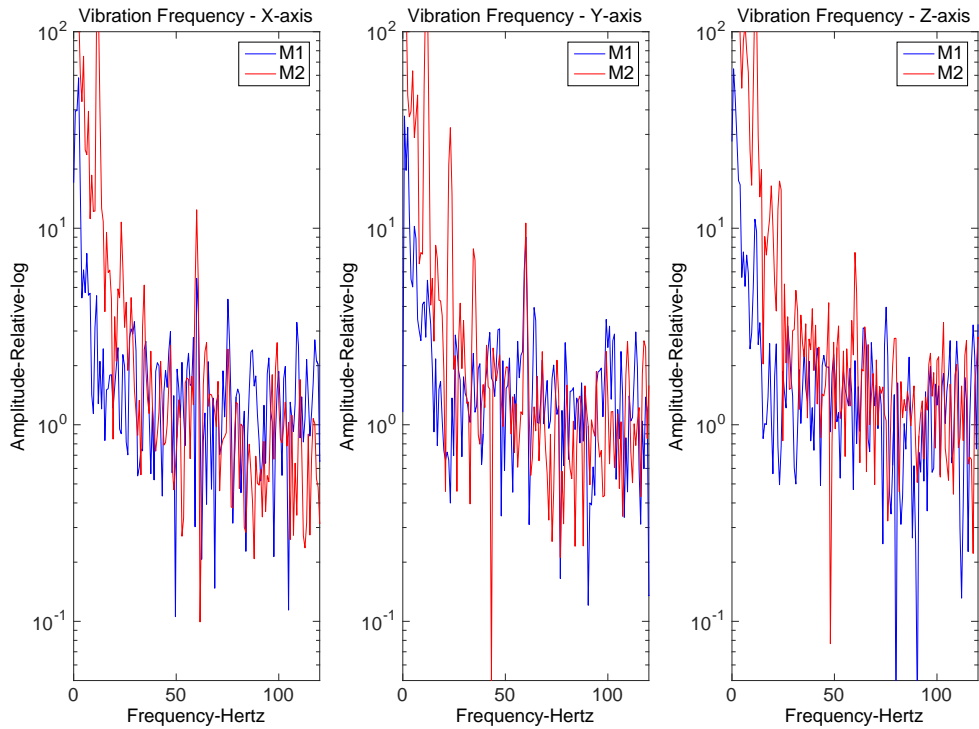 Vibration Frequency - X-axis
10^2
10^1
10^0
10^-1
Amplitude-Relative-log
M1
M2
0
50
100
Frequency-Hertz
Vibration Frequency - Y-axis
10^2
10^1
10^0
10^-1
Amplitude-Relative-log
M1
M2
0
50
100
Frequency-Hertz
Vibration Frequency - Z-axis
10^2
10^1
10^0
10^-1
Amplitude-Relative-log
M1
M2
0
50
100
Frequency-Hertz